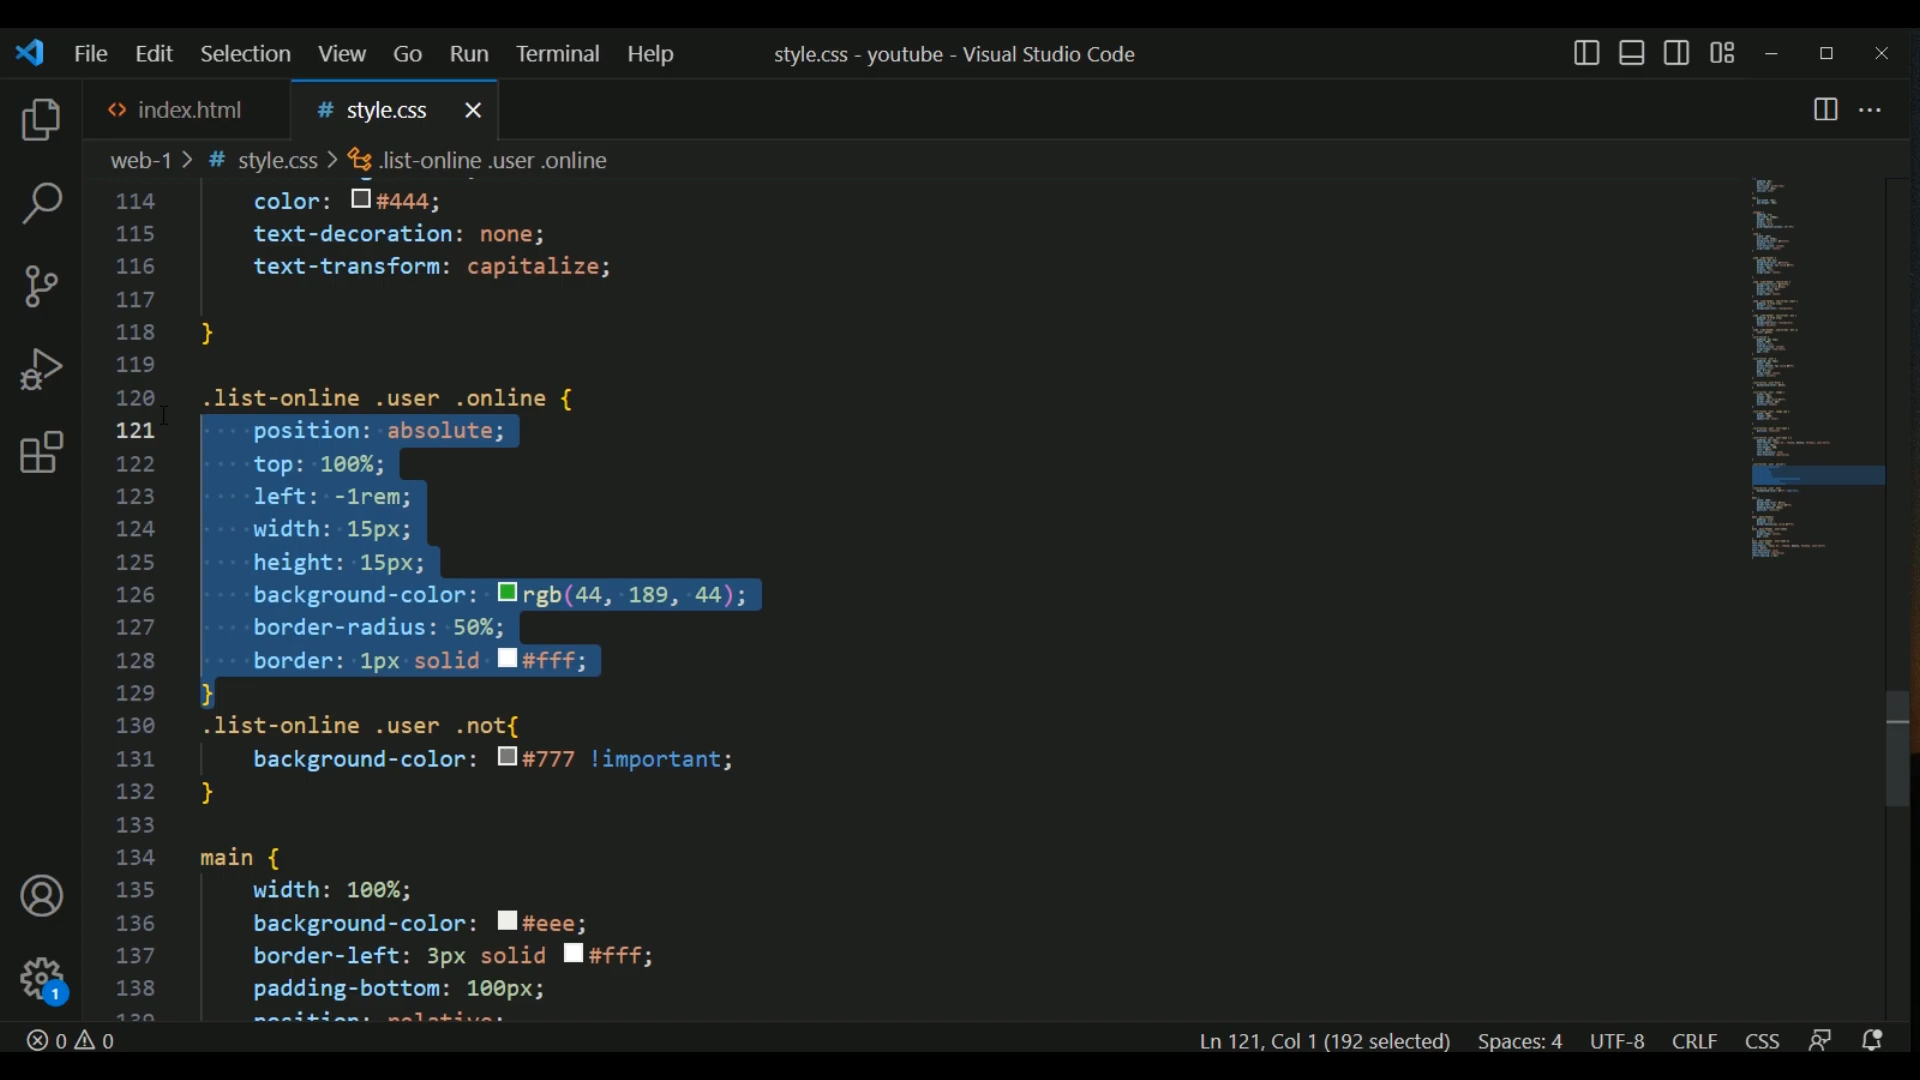 File Edit Selection View Go Run Terminal Help style.css - youtube - Visual Studio Code
<> index.html # style.css
web-1 > # style.css > .list-online .user .online
114 color: #444;
115 text-decoration: none;
116 text-transform: capitalize;
117
118 }
119
120 .list-online .user .online {
121 position: absolute;
122 top: 100%;
123 left: -1rem;
124 width: 15px;
125 height: 15px;
126 background-color: rgb(44, 189, 44);
127 border-radius: 50%;
128 border: 1px solid #fff;
129 }
130 .list-online .user .not{
131 background-color: #777 !important;
132 }
133
134 main {
135 width: 100%;
136 background-color: #eee;
137 border-left: 3px solid #fff;
138 padding-bottom: 100px;
139 position: relative;
1
0 0 Ln 121, Col 1 (192 selected) Spaces: 4 UTF-8 CRLF CSS